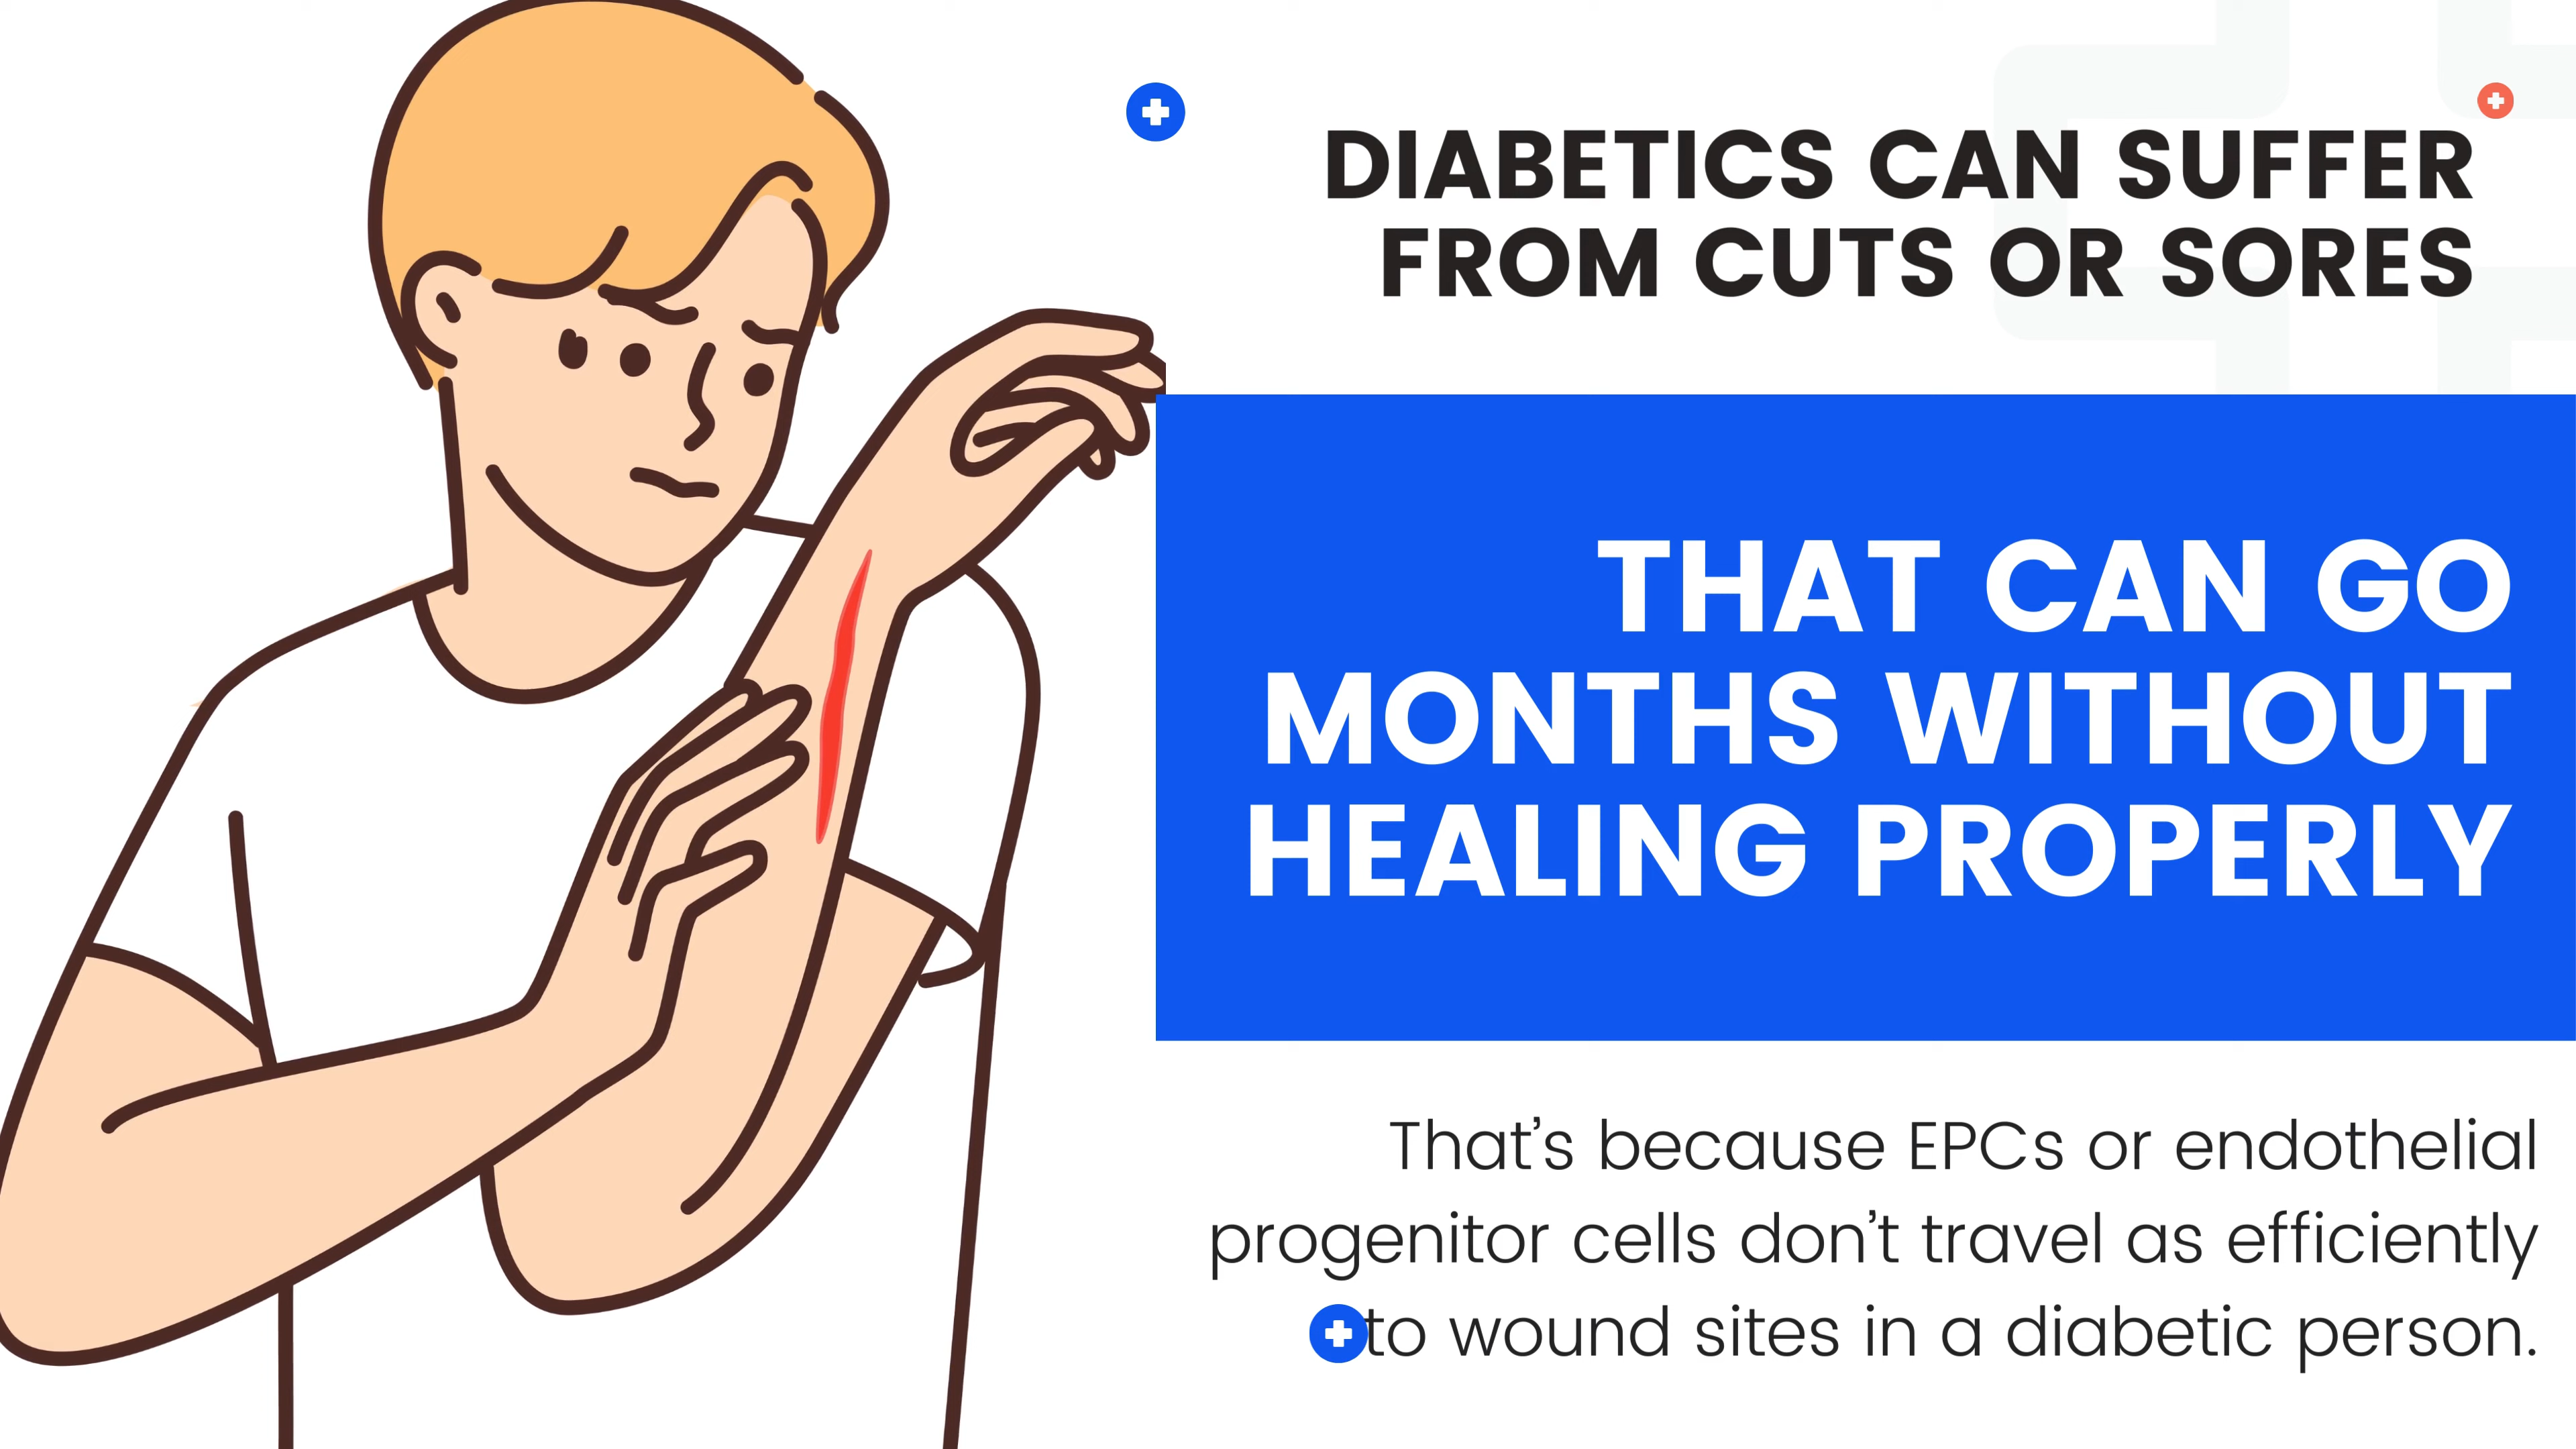 DIABETICS CAN SUFFER
FROM CUTS OR SORES
THAT CAN GO
MONTHS WITHOUT
HEALING PROPERLY
That’s because EPCs or endothelial
progenitor cells don’t travel as efficiently
to wound sites in a diabetic person.